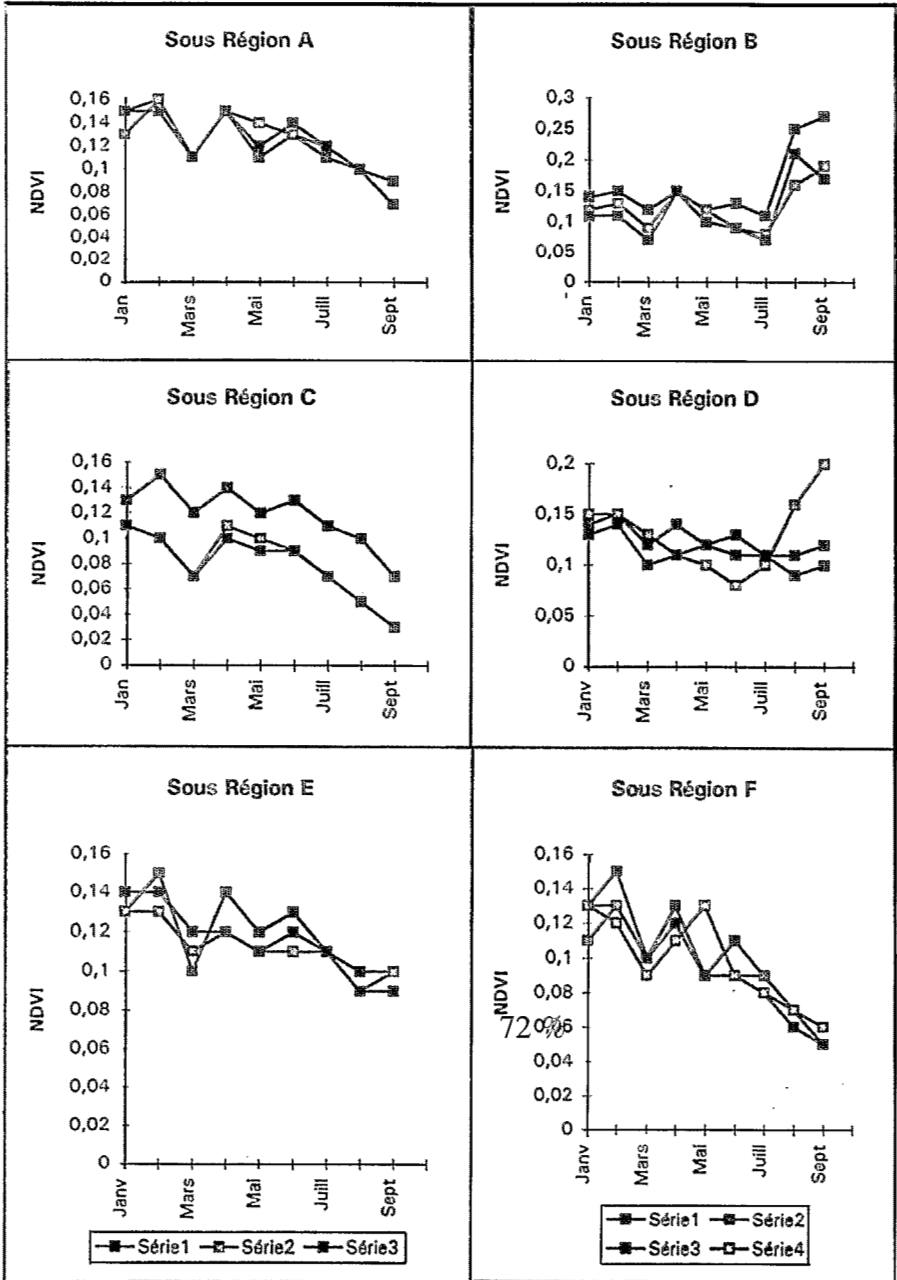 Sous Région A
NDVI
0,16
0,14
0,12
0,1
0,08
0,06
0,04
0,02
0
Jan
Mars
Mai
Juill
Sept
Sous Région B
NDVI
0,3
0,25
0,2
0,15
0,1
0,05
0
Jan
Mars
Mai
Juill
Sept
Sous Région C
NDVI
0,16
0,14
0,12
0,1
0,08
0,06
0,04
0,02
0
Jan
Mars
Mai
Juill
Sept
Sous Région D
NDVI
0,2
0,15
0,1
0,05
0
Janv
Mars
Mai
Juill
Sept
Sous Région E
NDVI
0,16
0,14
0,12
0,1
0,08
0,06
0,04
0,02
0
Janv
Mars
Mai
Juill
Sept
Série1 Série2 Série3
Sous Région F
NDVI
0,16
0,14
0,12
0,1
0,08
72%
0,06
0,04
0,02
0
Janv
Mars
Mai
Juill
Sept
Série1 Série2
Série3 Série4